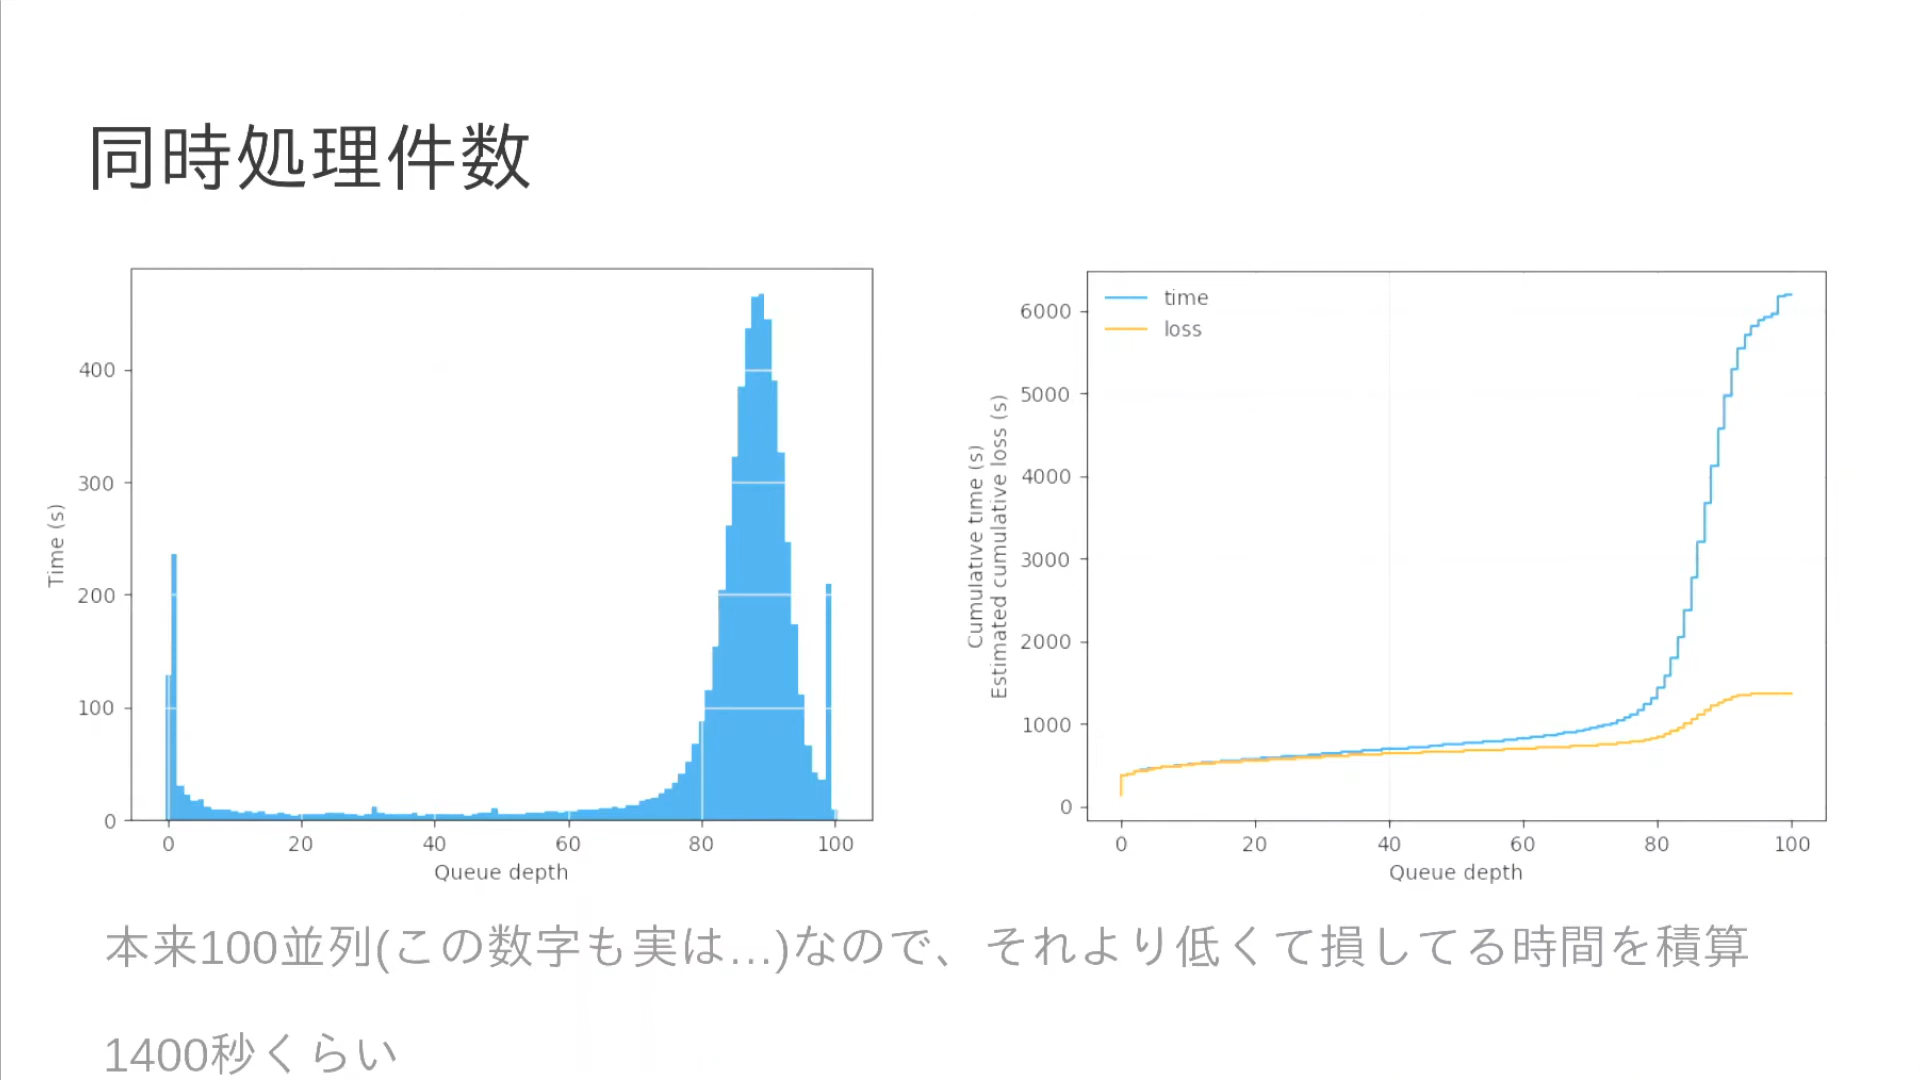 同時処理件数
400
300
200
100
0
Time (s)
0 20 40 60 80 100
Queue depth
time
loss
6000
5000
4000
3000
2000
1000
0
Cumulative time (s)
Estimated cumulative loss (s)
0 20 40 60 80 100
Queue depth
本来100並列(この数字も実は...)なので、それより低くて損してる時間を積算
1400秒くらい